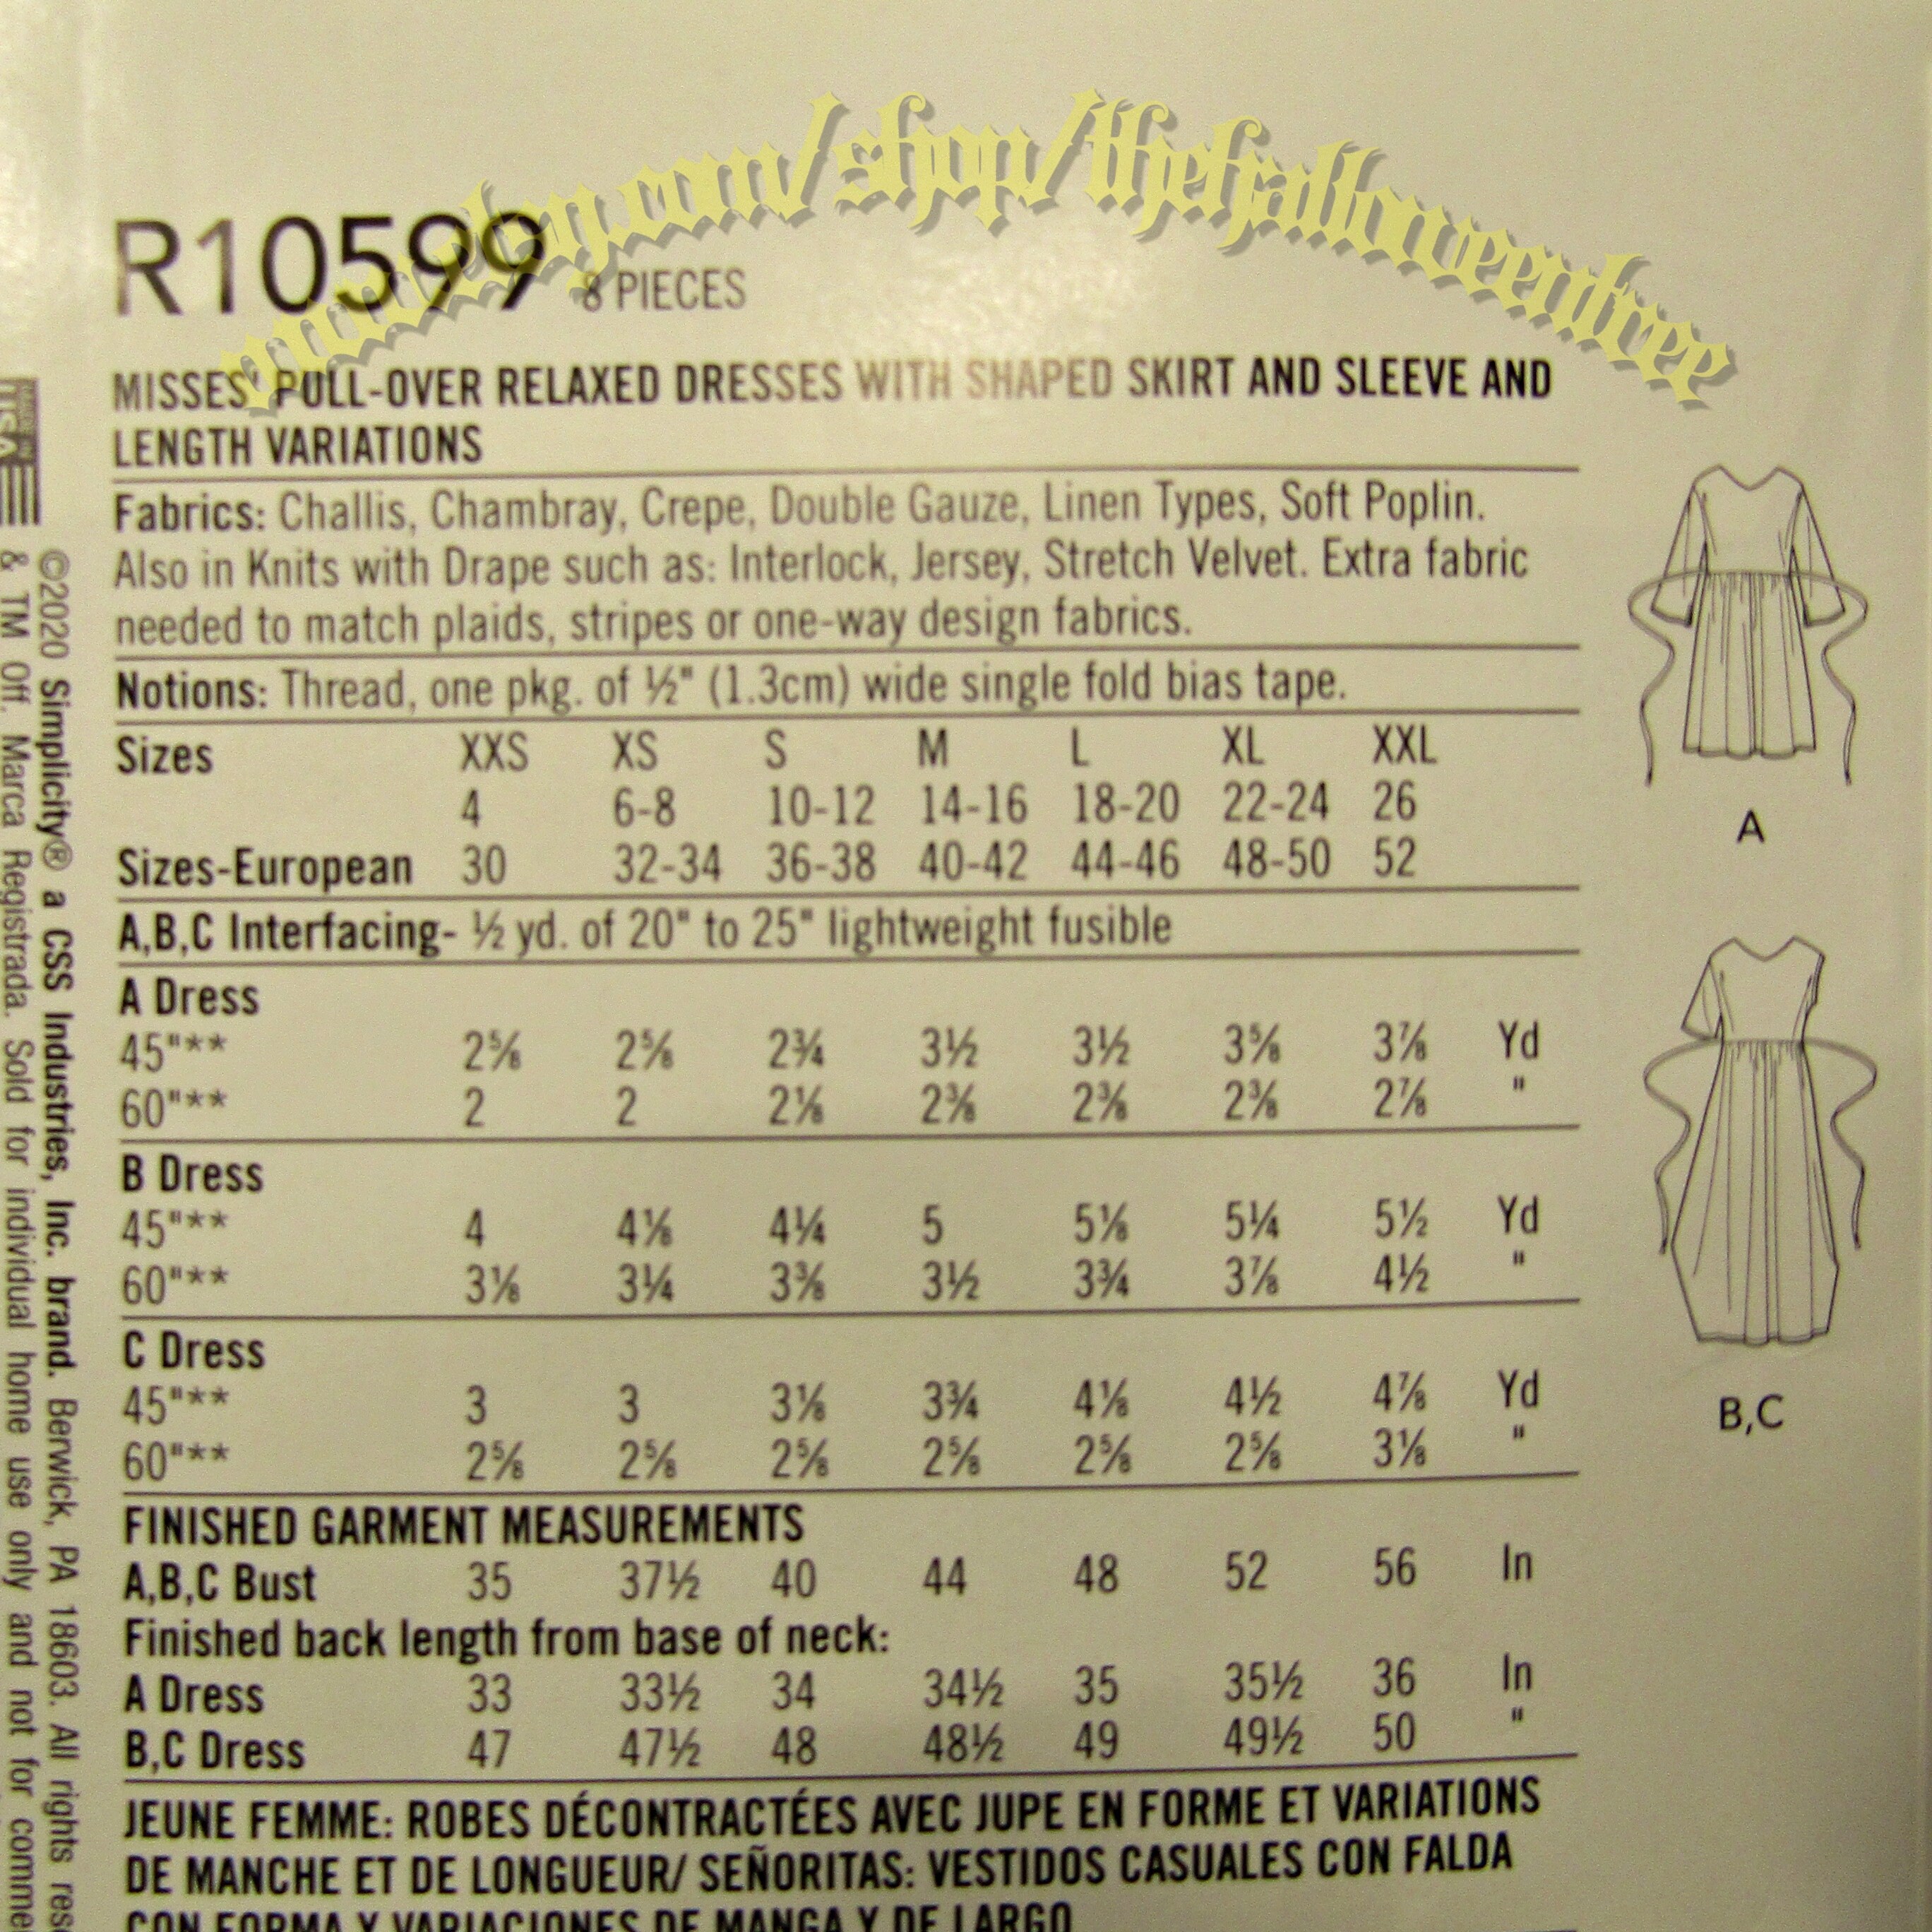 R10599 8 PIECES
MISSES' PULL-OVER RELAXED DRESSES WITH SHAPED SKIRT AND SLEEVE AND
LENGTH VARIATIONS
Fabrics: Challis, Chambray, Crepe, Double Gauze, Linen Types, Soft Poplin.
Also in Knits with Drape such as: Interlock, Jersey, Stretch Velvet. Extra fabric
needed to match plaids, stripes or one-way design fabrics.
Notions: Thread, one pkg. of ½" (1.3cm) wide single fold bias tape.
Sizes XXS XS S M L XL XXL
4 6-8 10-12 14-16 18-20 22-24 26
Sizes-European 30 32-34 36-38 40-42 44-46 48-50 52
A,B,C Interfacing- ½ yd. of 20" to 25" lightweight fusible
A Dress
45"** 2⅝ 2⅝ 2¾ 3½ 3½ 3⅝ 3⅞ Yd
60"** 2 2 2⅛ 2⅜ 2⅜ 2⅜ 2⅞ "
B Dress
45"** 4 4⅛ 4¼ 5 5⅛ 5¼ 5½ Yd
60"** 3⅛ 3¼ 3⅜ 3½ 3¾ 3⅞ 4½ "
C Dress
45"** 3 3 3⅛ 3¾ 4⅛ 4½ 4⅞ Yd
60"** 2⅝ 2⅝ 2⅝ 2⅝ 2⅝ 2⅝ 3⅛ "
FINISHED GARMENT MEASUREMENTS
A,B,C Bust 35 37½ 40 44 48 52 56 In
Finished back length from base of neck:
A Dress 33 33½ 34 34½ 35 35½ 36 In
B,C Dress 47 47½ 48 48½ 49 49½ 50 "
JEUNE FEMME: ROBES DÉCONTRACTÉES AVEC JUPE EN FORME ET VARIATIONS
DE MANCHE ET DE LONGUEUR/ SEÑORITAS: VESTIDOS CASUALES CON FALDA
CON FORMA Y VARIACIONES DE MANGA Y DE LARGO
A
B,C
©2020 Simplicity® a CSS Industries, Inc. brand. Berwick, PA 18603. All rights
& TM Off. Marca Registrada. Sold for individual home use only and not for
USA
.com/shop/thehalloweentree